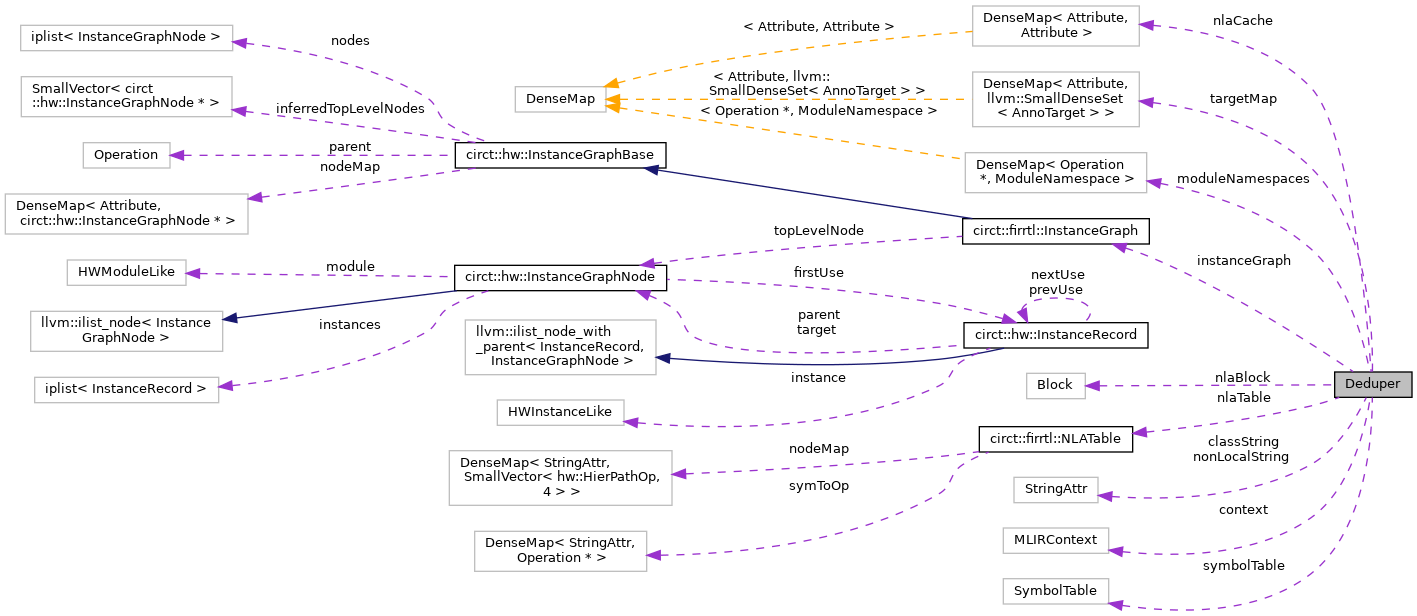 iplist< InstanceGraphNode >
SmallVector< circt
::hw::InstanceGraphNode * >
Operation
DenseMap< Attribute,
circt::hw::InstanceGraphNode * >
HWModuleLike
llvm::ilist_node< Instance
GraphNode >
iplist< InstanceRecord >
nodes
inferredTopLevelNodes
parent
nodeMap
module
instances
DenseMap
circt::hw::InstanceGraphBase
circt::hw::InstanceGraphNode
llvm::ilist_node_with
_parent< InstanceRecord,
InstanceGraphNode >
HWInstanceLike
DenseMap< StringAttr,
SmallVector< hw::HierPathOp,
4 > >
DenseMap< StringAttr,
Operation * >
< Attribute, Attribute >
< Attribute, llvm::
SmallDenseSet< AnnoTarget > >
< Operation *, ModuleNamespace >
topLevelNode
firstUse
parent
target
instance
nodeMap
symToOp
DenseMap< Attribute,
Attribute >
DenseMap< Attribute,
llvm::SmallDenseSet
< AnnoTarget > >
DenseMap< Operation
*, ModuleNamespace >
circt::firrtl::InstanceGraph
nextUse
prevUse
circt::hw::InstanceRecord
Block
circt::firrtl::NLATable
StringAttr
MLIRContext
SymbolTable
nlaCache
targetMap
moduleNamespaces
instanceGraph
nlaBlock
nlaTable
classString
nonLocalString
context
symbolTable
Deduper